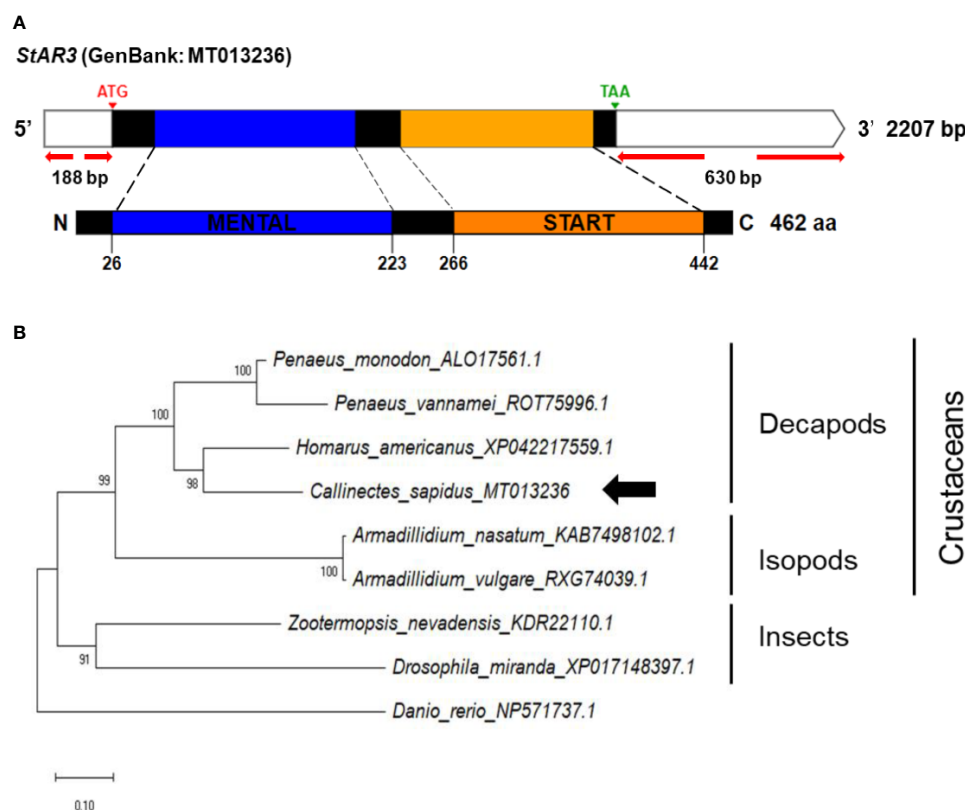 A
StAR3 (GenBank: MT013236)
ATG TAA
5’ 3’ 2207 bp
188 bp 630 bp
N MENTAL START C 462 aa
26 223 266 442
B
Penaeus_monodon_ALO17561.1
100
Penaeus_vannamei_ROT75996.1
100
Decapods
Homarus_americanus_XP042217559.1
98
Callinectes_sapidus_MT013236
99
Crustaceans
Armadillidium_nasatum_KAB7498102.1
100
Armadillidium_vulgare_RXG74039.1
Isopods
Zootermopsis_nevadensis_KDR22110.1
Insects
91
Drosophila_miranda_XP017148397.1
Danio_rerio_NP571737.1
0.10